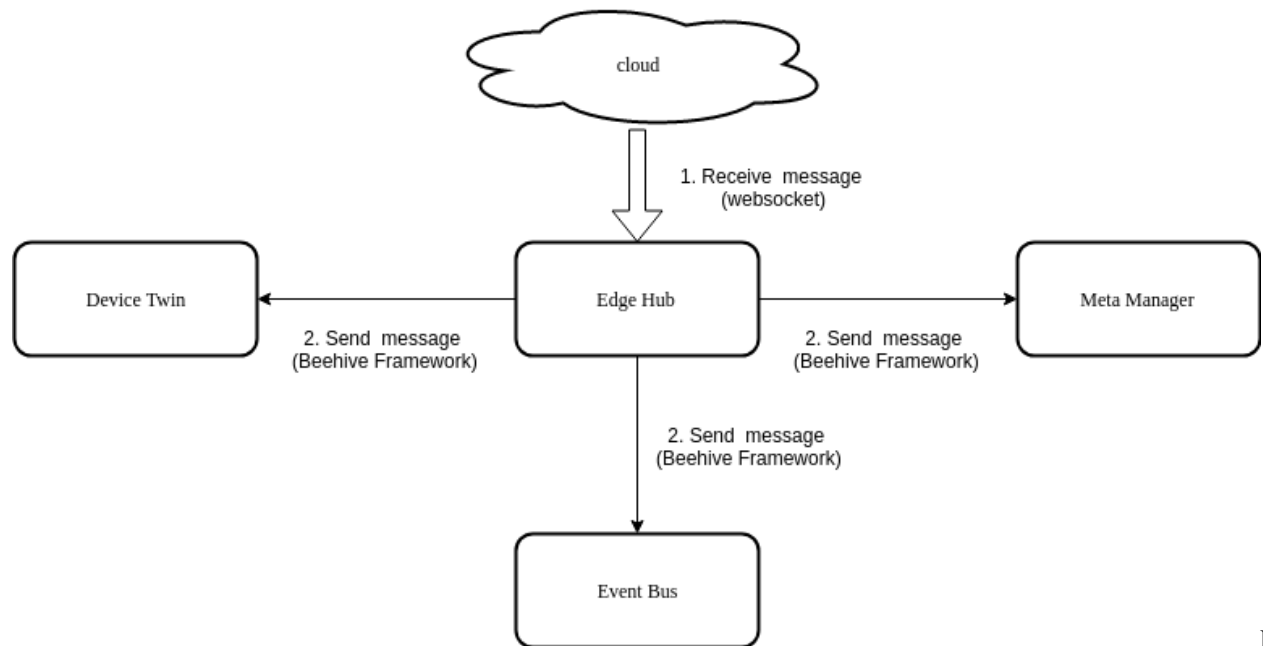 cloud
1. Receive message
(websocket)
Device Twin
Edge Hub
Meta Manager
2. Send message
(Beehive Framework)
2. Send message
(Beehive Framework)
2. Send message
(Beehive Framework)
Event Bus